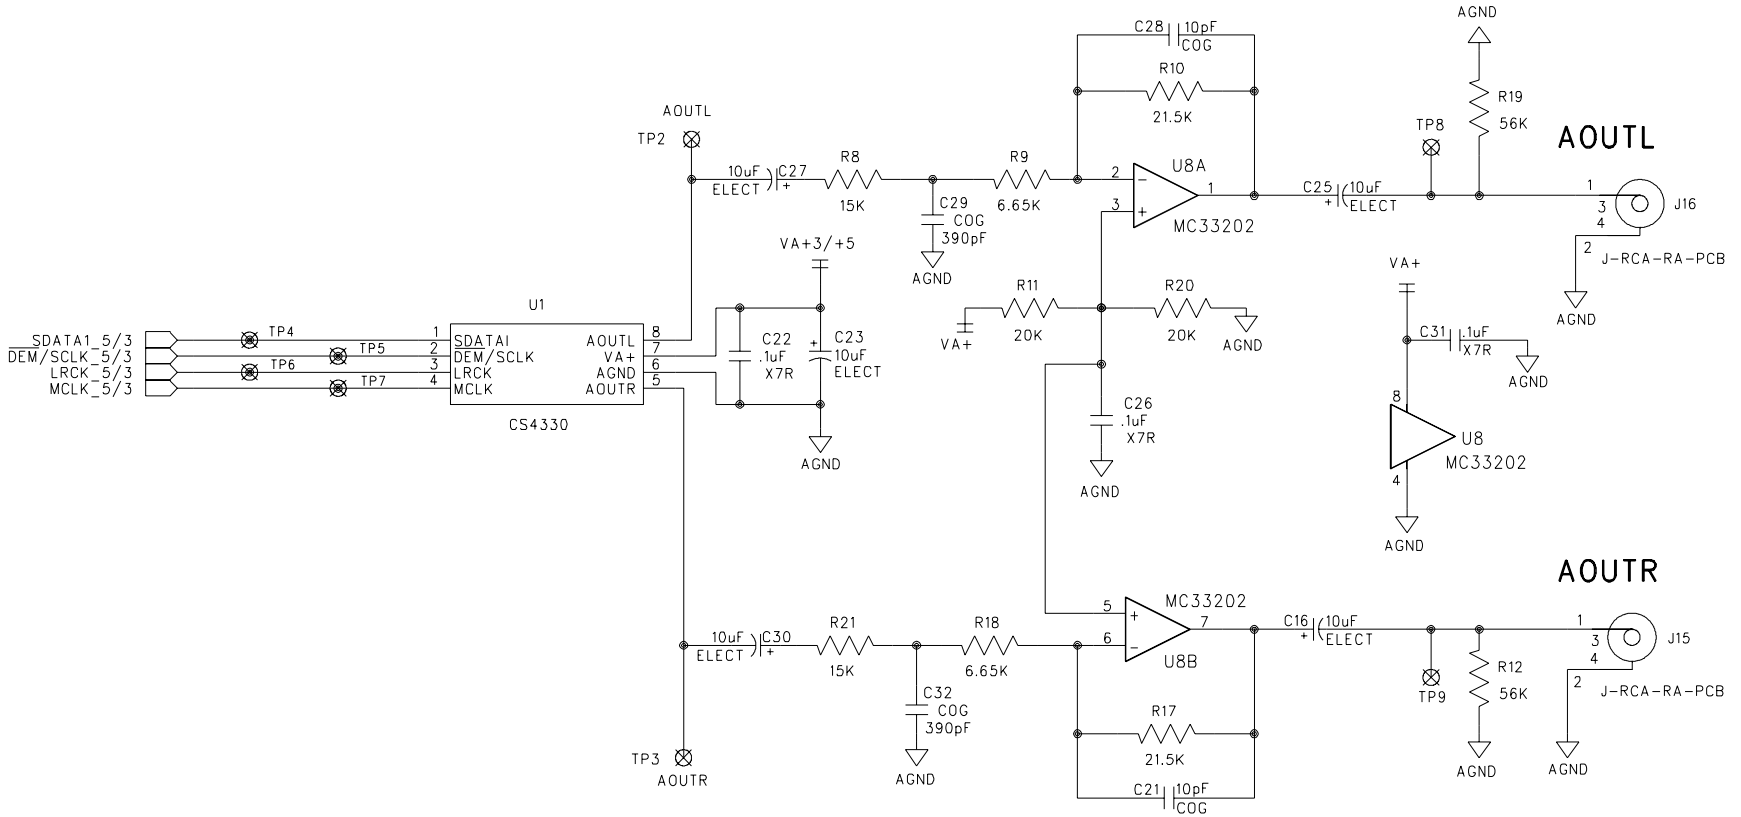 AGND
C28 10pF
COG
R10
21.5K
R19
56K
AOUTL
TP8
AOUTL
TP2
10uF C27
ELECT +
R8
15K
C29
COG
390pF
AGND
R9
6.65K
2 -
3 +
U8A
1
MC33202
C25 10uF
+ ELECT
1
3
4
2
J16
J-RCA-RA-PCB
AGND
VA+3/+5
U1
SDATA1_5/3
DEM/SCLK_5/3
LRCK_5/3
MCLK_5/3
TP4
TP5
TP6
TP7
1 SDATAI
2 DEM/SCLK
3 LRCK
4 MCLK
AOUTL 8
VA+ 7
AGND 6
AOUTR 5
CS4330
C22
.1uF
X7R
+ C23
10uF
ELECT
AGND
R11
20K
VA+
R20
20K
AGND
C26
.1uF
X7R
AGND
VA+
C31 .1uF
X7R
AGND
8
U8
MC33202
4
AGND
AOUTR
10uF C30
ELECT +
R21
15K
C32
COG
390pF
AGND
R18
6.65K
5 +
6 -
MC33202
7
U8B
R17
21.5K
C21 10pF
COG
C16 10uF
+ ELECT
TP9
R12
56K
AGND
1
3
4
2
J15
J-RCA-RA-PCB
AGND
TP3
AOUTR